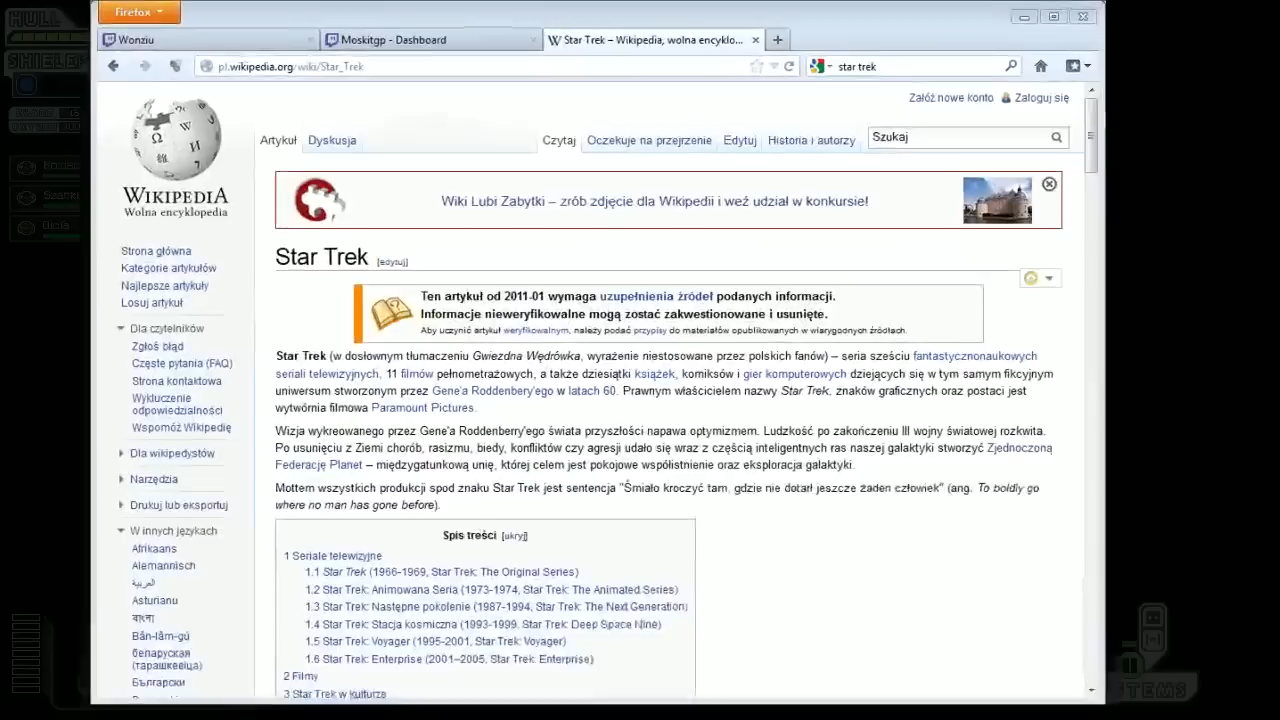 HULL
Firefox
Wonziu
Moskitgp - Dashboard
Star Trek – Wikipedia, wolna encyklo...
SHIELDS
pl.wikipedia.org/wiki/Star_Trek
star trek
Załóż nowe konto
Zaloguj się
Artykuł
Dyskusja
Czytaj
Oczekuje na przejrzenie
Edytuj
Historia i autorzy
Szukaj
WIKIPEDIA
Wolna encyklopedia
Wiki Lubi Zabytki – zrób zdjęcie dla Wikipedii i weź udział w konkursie!
Strona główna
Kategorie artykułów
Najlepsze artykuły
Losuj artykuł
Dla czytelników
Zgłoś błąd
Częste pytania (FAQ)
Strona kontaktowa
Wykluczenie
odpowiedzialności
Wspomóż Wikipedię
Dla wikipedystów
Narzędzia
Drukuj lub eksportuj
W innych językach
Afrikaans
Alemannisch
العربية
Asturianu
বাংলা
Bân-lâm-gú
беларуская
(тарашкевіца)
Български
Star Trek [edytuj]
Ten artykuł od 2011-01 wymaga uzupełnienia źródeł podanych informacji.
Informacje nieweryfikowalne mogą zostać zakwestionowane i usunięte.
Aby uczynić artykuł weryfikowalnym, należy podać przypisy do materiałów opublikowanych w wiarygodnych źródłach.
Star Trek (w dosłownym tłumaczeniu Gwiezdna Wędrówka, wyrażenie niestosowane przez polskich fanów) – seria sześciu fantastycznonaukowych
seriali telewizyjnych, 11 filmów pełnometrażowych, a także dziesiątki książek, komiksów i gier komputerowych dziejących się w tym samym fikcyjnym
uniwersum stworzonym przez Gene'a Roddenbery'ego w latach 60. Prawnym właścicielem nazwy Star Trek, znaków graficznych oraz postaci jest
wytwórnia filmowa Paramount Pictures.
Wizja wykreowanego przez Gene'a Roddenberry'ego świata przyszłości napawa optymizmem. Ludzkość po zakończeniu III wojny światowej rozkwita.
Po usunięciu z Ziemi chorób, rasizmu, biedy, konfliktów czy agresji udało się wraz z częścią inteligentnych ras naszej galaktyki stworzyć Zjednoczoną
Federację Planet – międzygatunkową unię, której celem jest pokojowe współistnienie oraz eksploracja galaktyki.
Mottem wszystkich produkcji spod znaku Star Trek jest sentencja "Śmiało kroczyć tam, gdzie nie dotarł jeszcze żaden człowiek" (ang. To boldly go
where no man has gone before).
Spis treści [ukryj]
1 Seriale telewizyjne
1.1 Star Trek (1966-1969, Star Trek: The Original Series)
1.2 Star Trek: Animowana Seria (1973-1974, Star Trek: The Animated Series)
1.3 Star Trek: Następne pokolenie (1987-1994, Star Trek: The Next Generation)
1.4 Star Trek: Stacja kosmiczna (1993-1999, Star Trek: Deep Space Nine)
1.5 Star Trek: Voyager (1995-2001, Star Trek: Voyager)
1.6 Star Trek: Enterprise (2001–2005, Star Trek: Enterprise)
2 Filmy
3 Star Trek w kulturze